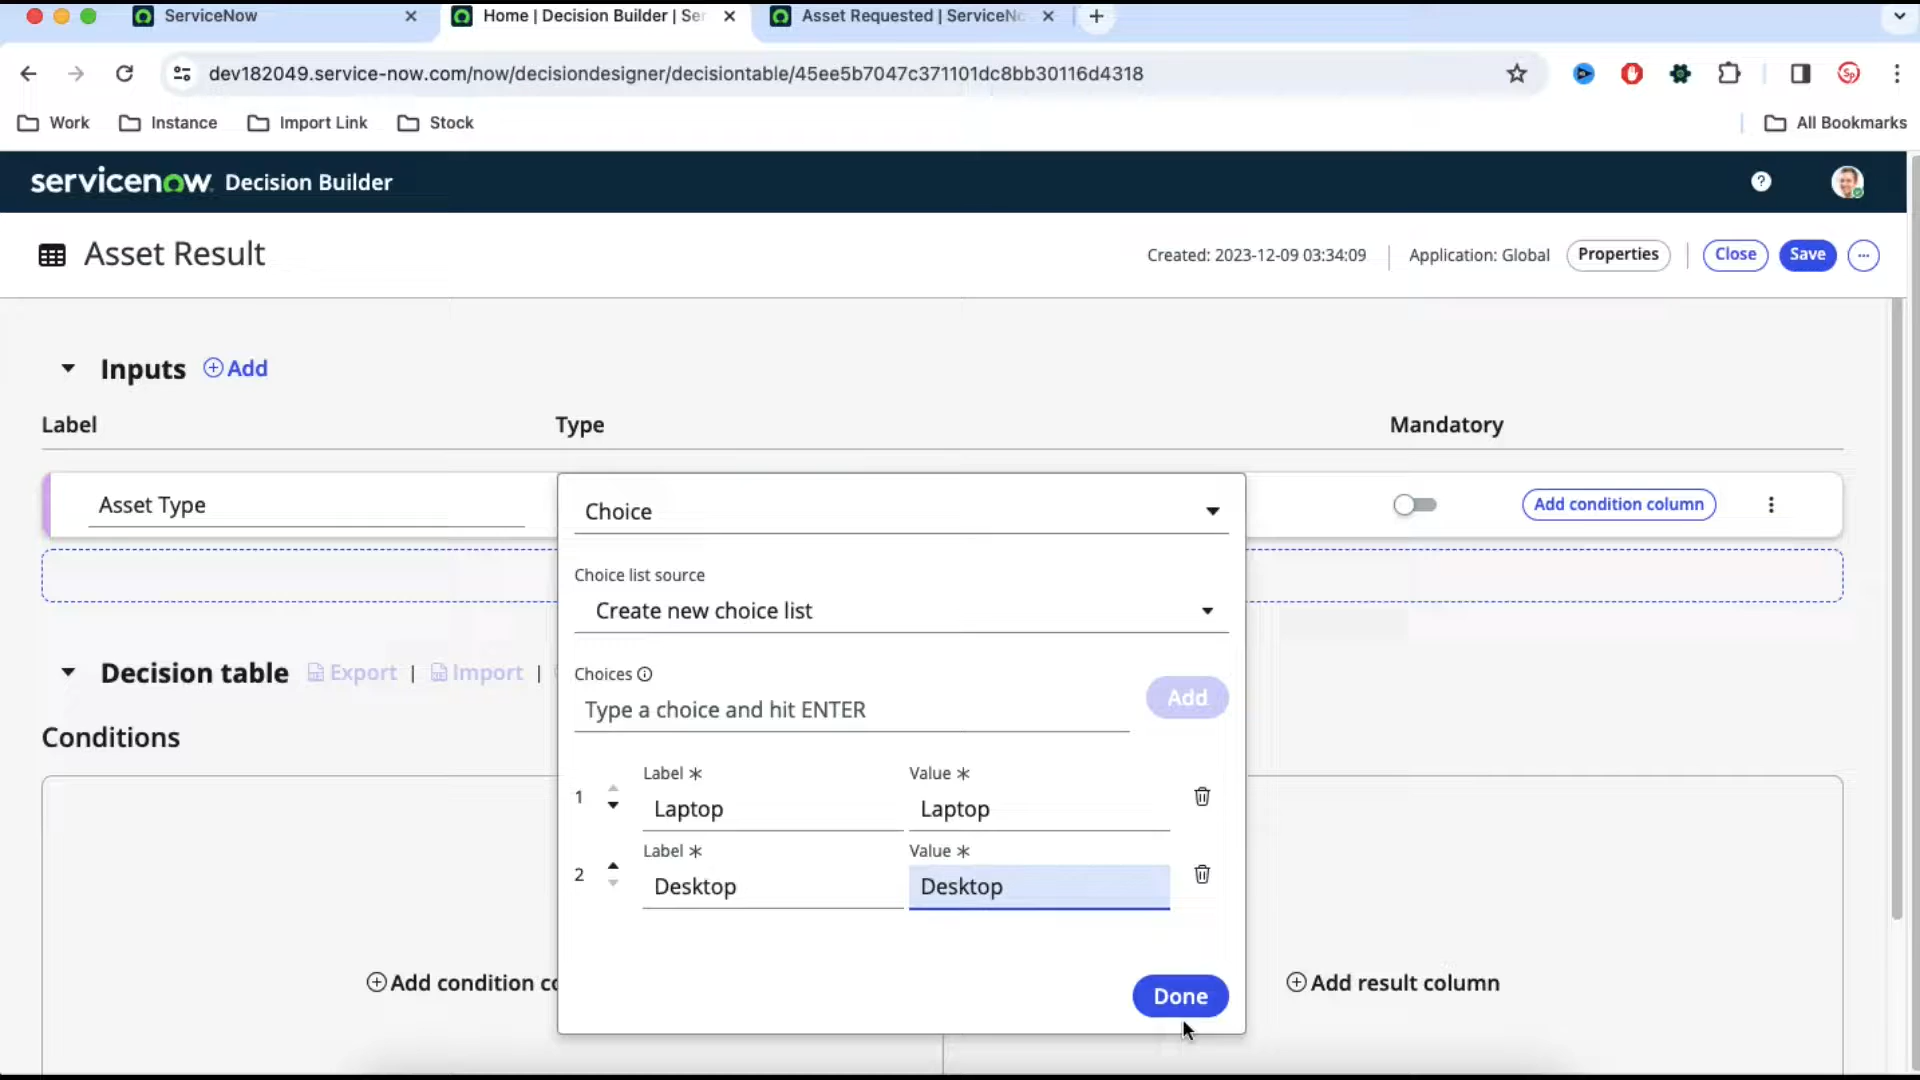 ServiceNow
Home | Decision Builder | Ser
Asset Requested | ServiceNo
dev182049.service-now.com/now/decisiondesigner/decisiontable/45ee5b7047c371101dc8bb30116d4318
Work
Instance
Import Link
Stock
All Bookmarks
servicenow Decision Builder
Asset Result
Created: 2023-12-09 03:34:09
Application: Global
Properties
Close
Save
Inputs
Add
Label
Type
Mandatory
Asset Type
Choice
Add condition column
Choice list source
Create new choice list
Decision table
Export |
Import |
Choices
Type a choice and hit ENTER
Add
Conditions
Label *
Value *
1
Laptop
Laptop
Label *
Value *
2
Desktop
Desktop
Add condition co
Done
Add result column